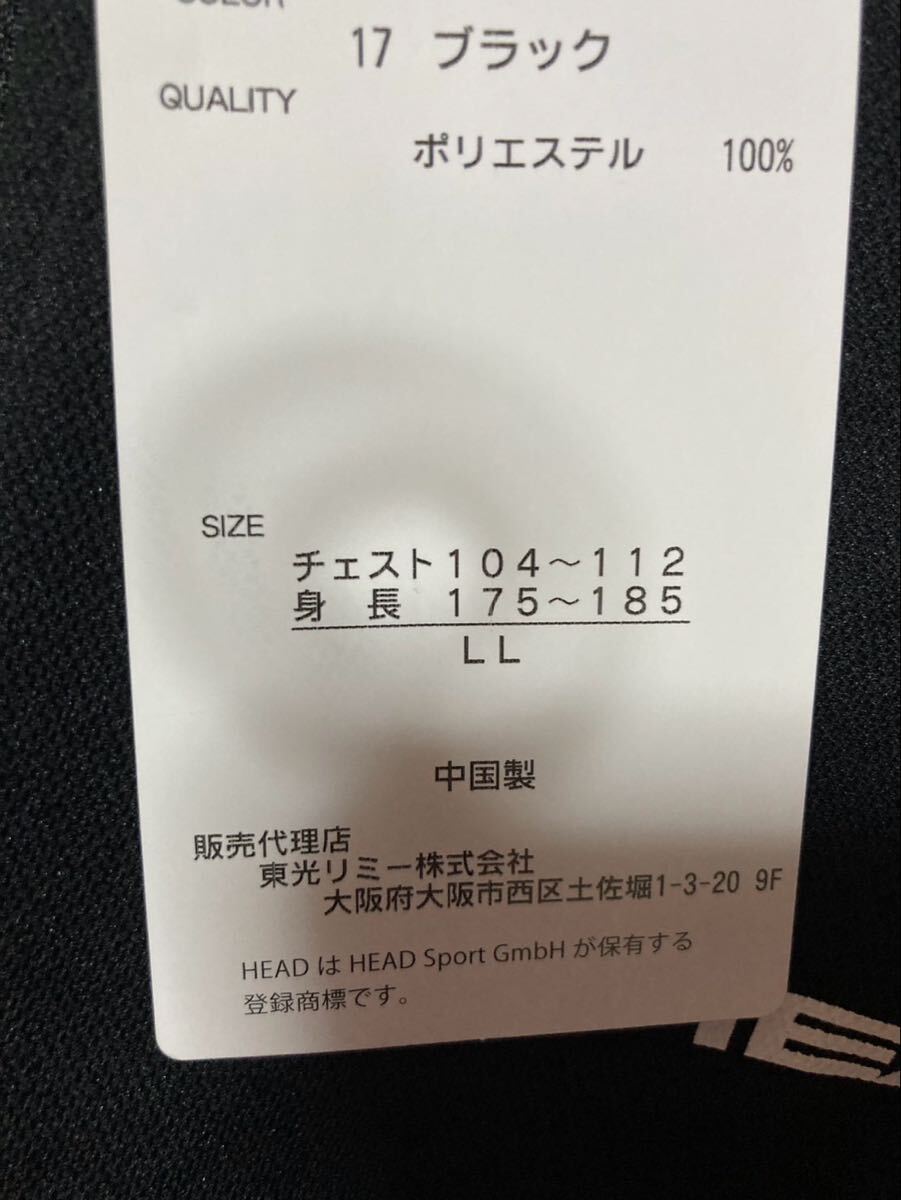 COLOR
17 ブラック
QUALITY
ポリエステル 100%
SIZE
チェスト104〜112
身 長 175〜185
LL
中国製
販売代理店
東光リミー株式会社
大阪府大阪市西区土佐堀1-3-20 9F
HEAD は HEAD Sport GmbH が保有する
登録商標です。